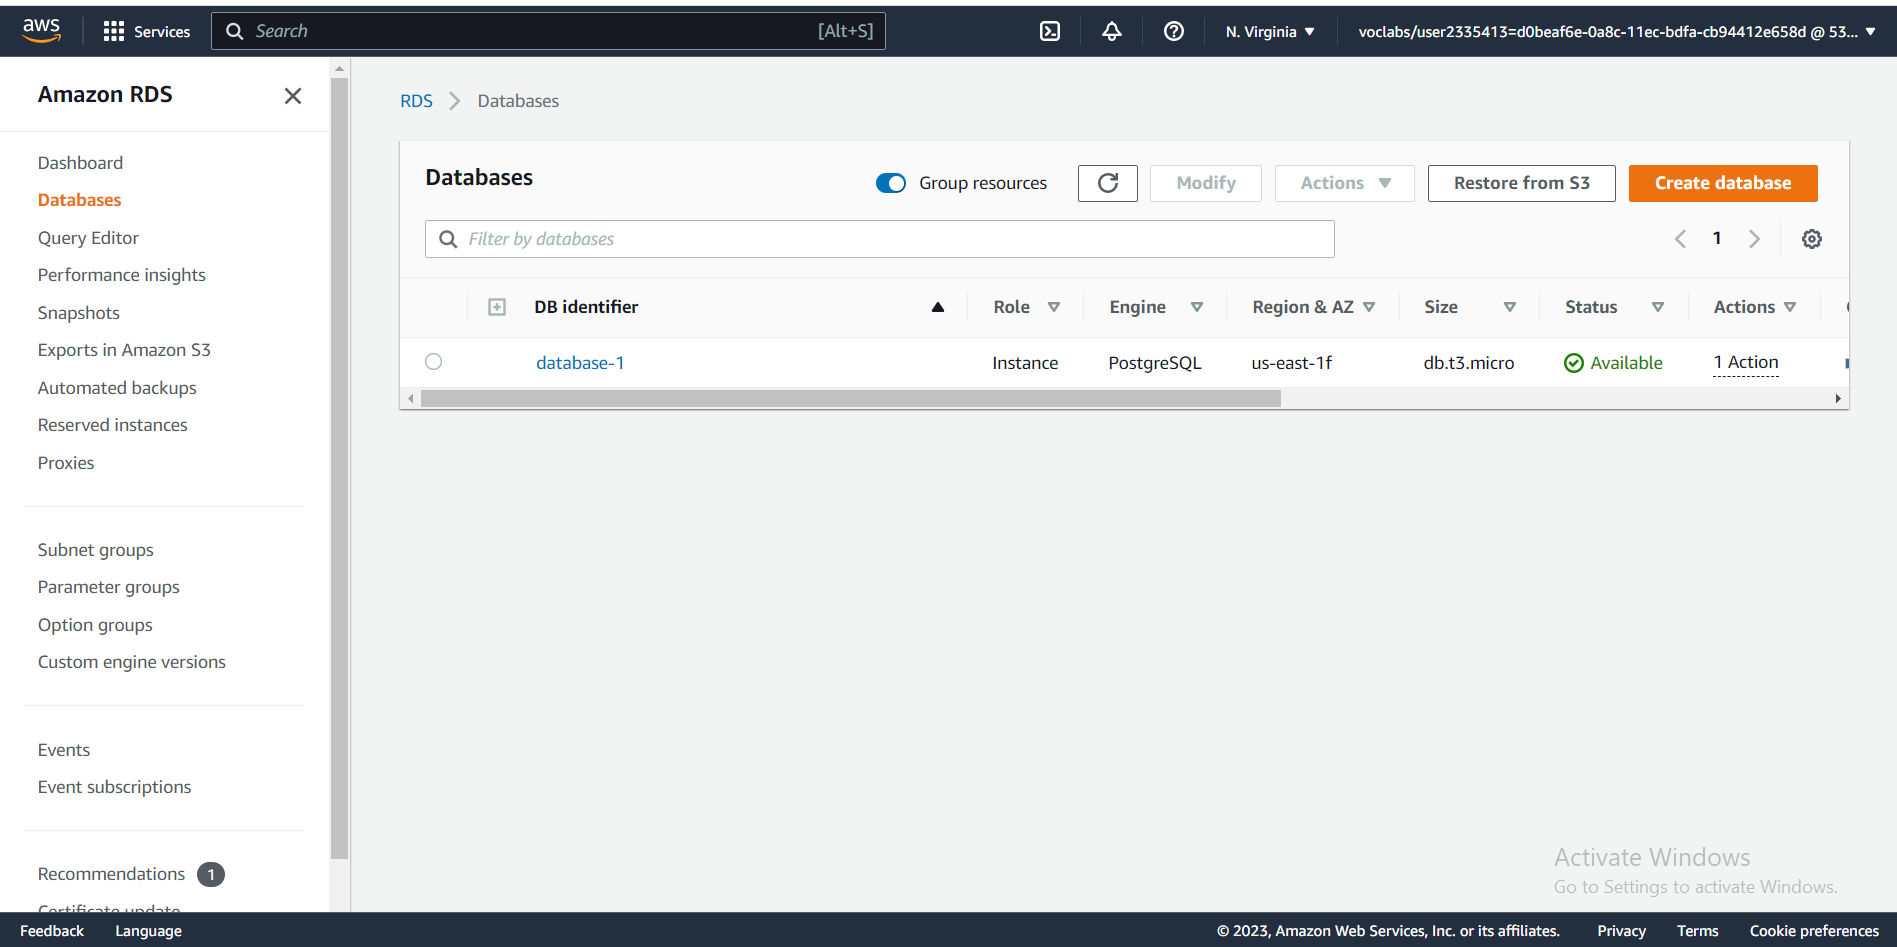 aws
Services
Search
[Alt+S]
N. Virginia
voclabs/user2335413=d0beaf6e-0a8c-11ec-bdfa-cb94412e658d @ 53...
Amazon RDS
Dashboard
Databases
Query Editor
Performance insights
Snapshots
Exports in Amazon S3
Automated backups
Reserved instances
Proxies
Subnet groups
Parameter groups
Option groups
Custom engine versions
Events
Event subscriptions
Recommendations 1
Certificate update
RDS > Databases
Databases
Group resources
Modify
Actions
Restore from S3
Create database
Filter by databases
1
DB identifier Role Engine Region & AZ Size Status Actions
database-1 Instance PostgreSQL us-east-1f db.t3.micro Available 1 Action
Activate Windows
Go to Settings to activate Windows.
Feedback Language © 2023, Amazon Web Services, Inc. or its affiliates. Privacy Terms Cookie preferences